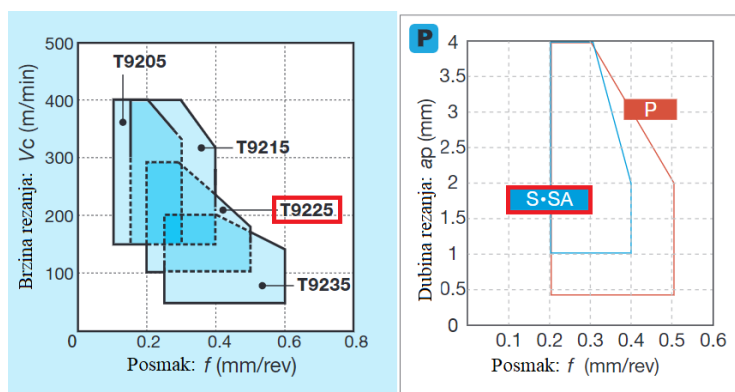 500
400
300
200
100
0
0.2
0.4
0.6
0.8
Brzina rezanja: Vc (m/min)
Posmak: f (mm/rev)
T9205
T9215
T9225
T9235
P
4
3.5
3
2.5
2
1.5
1
0.5
0
0.1
0.2
0.3
0.4
0.5
0.6
Dubina rezanja: ap (mm)
Posmak: f (mm/rev)
P
S•SA